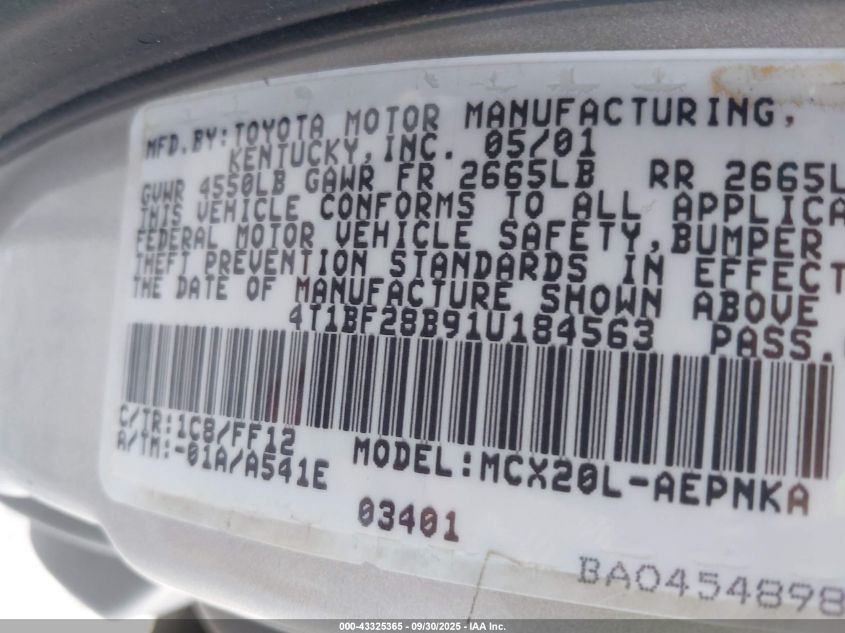 MFD.BY:TOYOTA MOTOR MANUFACTURING,
KENTUCKY,INC. 05/01
GVWR 4550LB GAWR FR 2665LB RR 2665L
THIS VEHICLE CONFORMS TO ALL APPLICA
FEDERAL MOTOR VEHICLE SAFETY,BUMPER
THEFT PREVENTION STANDARDS IN EFFECT
THE DATE OF MANUFACTURE SHOWN ABOVE
4T1BF28B91U184563 PASS.
C/TR:1C8/FF12
A/TM:-01A/A541E
MODEL:MCX20L-AEPNKA
03401
BA0454898
000-43325365 - 09/30/2025 - IAA Inc.